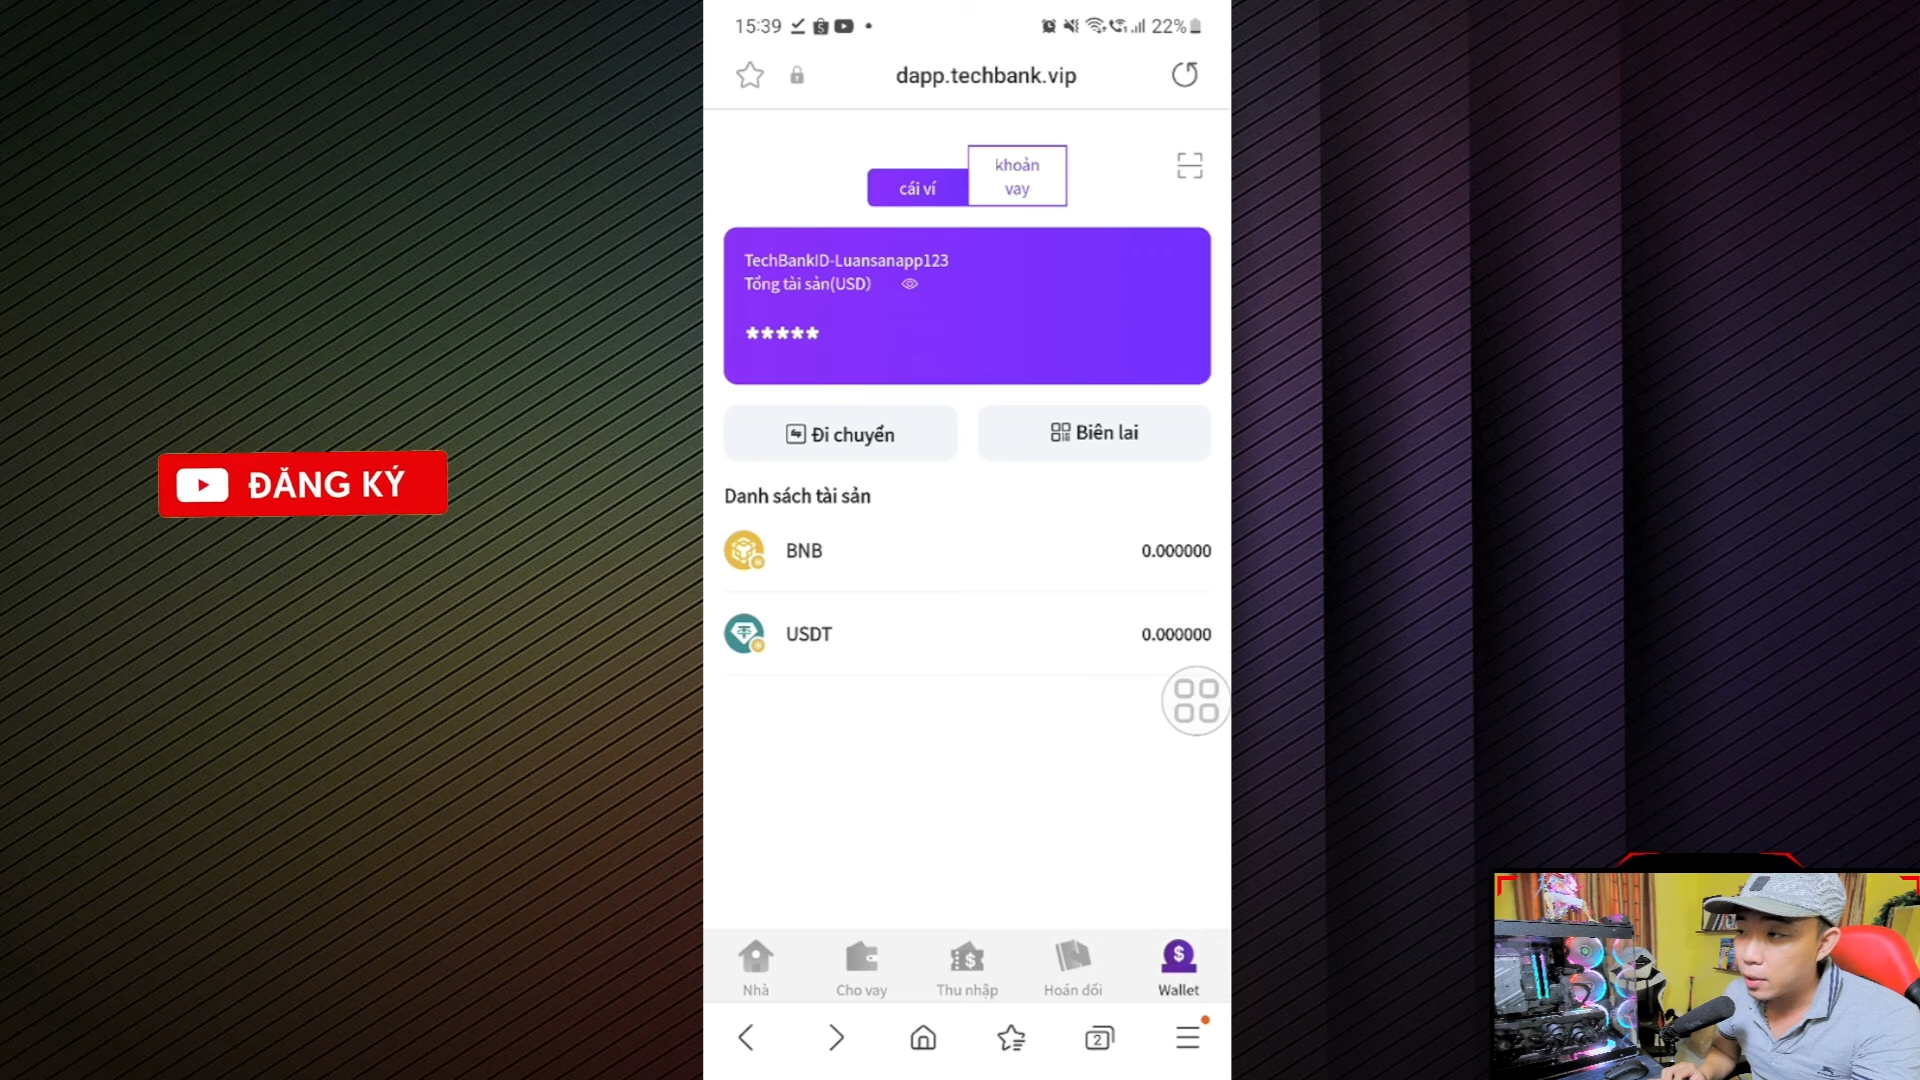 15:39
22%
dapp.techbank.vip
cái ví
khoản
vay
TechBankID-Luansanapp123
Tổng tài sản(USD)
*****
Đi chuyển
Biên lai
ĐĂNG KÝ
Danh sách tài sản
BNB 0.000000
USDT 0.000000
Nhà
Cho vay
Thu nhập
Hoán dổi
Wallet
2